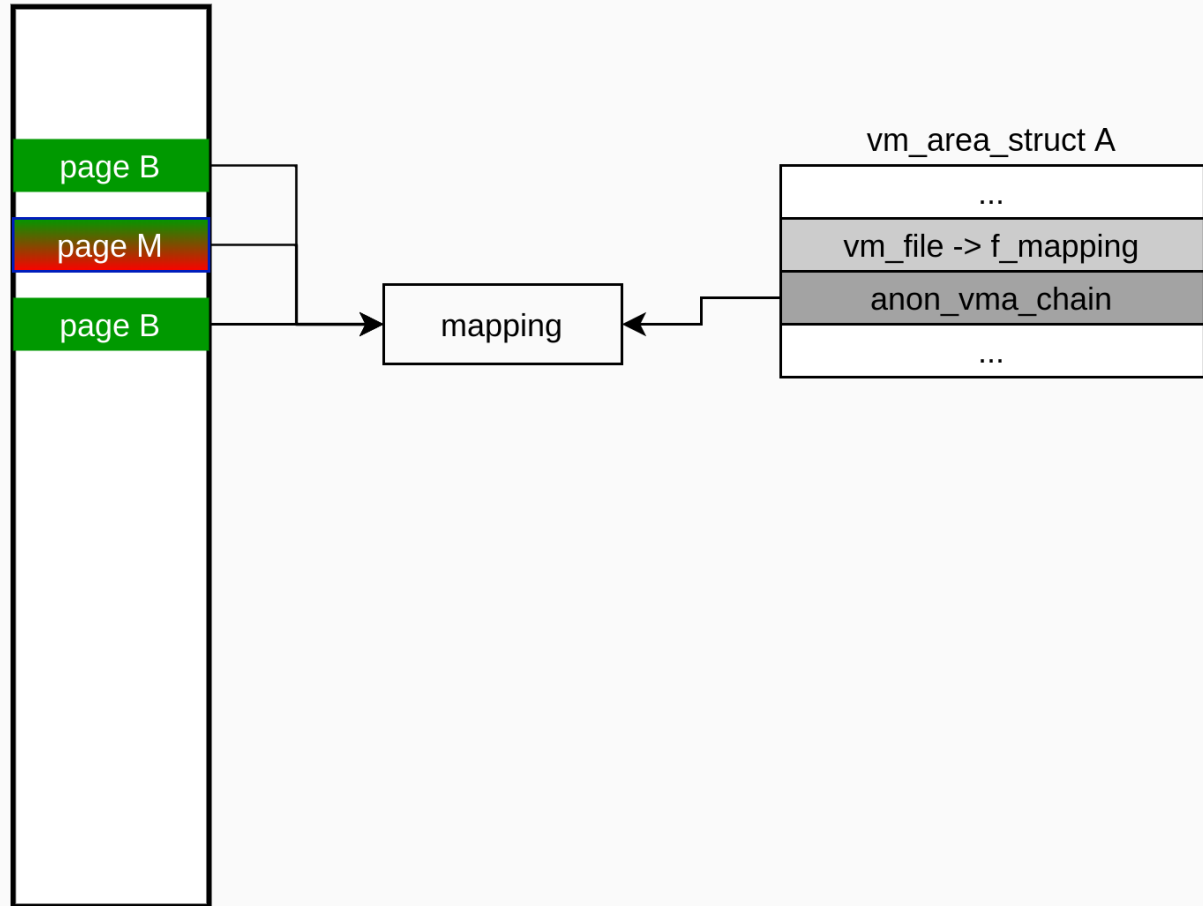 page B
page M
page B
mapping
vm_area_struct A
...
vm_file -> f_mapping
anon_vma_chain
...